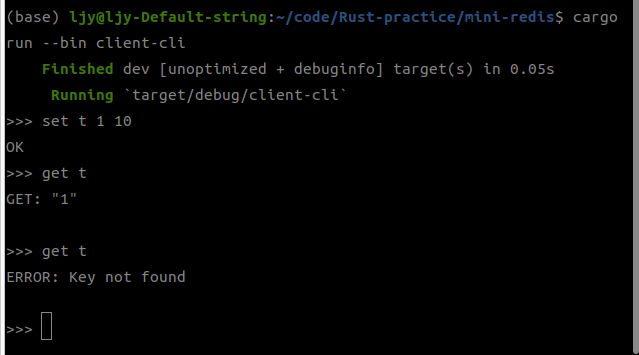 (base) ljy@ljy-Default-string:~/code/Rust-practice/mini-redis$ cargo
run --bin client-cli
    Finished dev [unoptimized + debuginfo] target(s) in 0.05s
     Running `target/debug/client-cli`
>>> set t 1 10
OK
>>> get t
GET: "1"

>>> get t
ERROR: Key not found

>>>